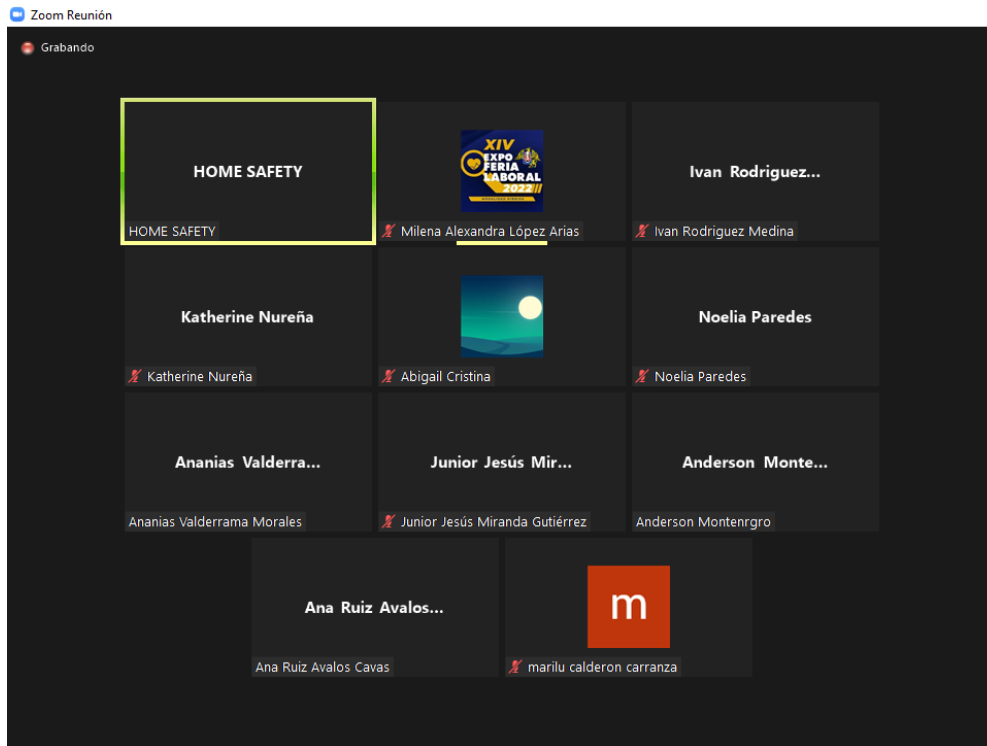 Zoom Reunión
Grabando
HOME SAFETY
HOME SAFETY
XIV
EXPO
FERIA
LABORAL
2022
Milena Alexandra López Arias
Ivan Rodriguez...
Ivan Rodriguez Medina
Katherine Nureña
Katherine Nureña
Abigail Cristina
Noelia Paredes
Noelia Paredes
Ananias Valderra...
Ananias Valderrama Morales
Junior Jesús Mir...
Junior Jesús Miranda Gutiérrez
Anderson Monte...
Anderson Montenrgro
Ana Ruiz Avalos...
Ana Ruiz Avalos Cavas
m
marilu calderon carranza